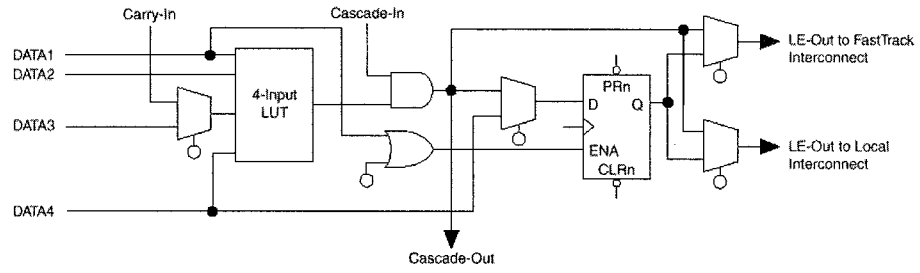 Carry-In
Cascade-In
DATA1
DATA2
4-Input
LUT
DATA3
DATA4
PRn
D
Q
ENA
CLRn
LE-Out to FastTrack
Interconnect
LE-Out to Local
Interconnect
Cascade-Out